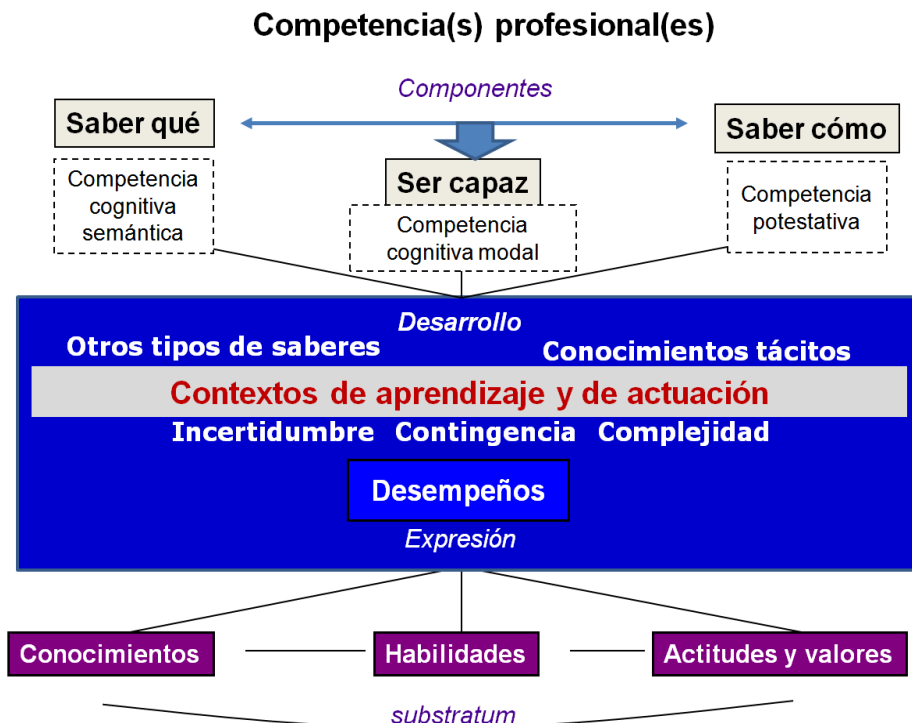 Competencia(s) profesional(es)
Componentes
Saber qué
Saber cómo
Competencia
cognitiva
semántica
Ser capaz
Competencia
cognitiva modal
Competencia
potestativa
Desarrollo
Otros tipos de saberes
Conocimientos tácitos
Contextos de aprendizaje y de actuación
Incertidumbre Contingencia Complejidad
Desempeños
Expresión
Conocimientos
Habilidades
Actitudes y valores
substratum